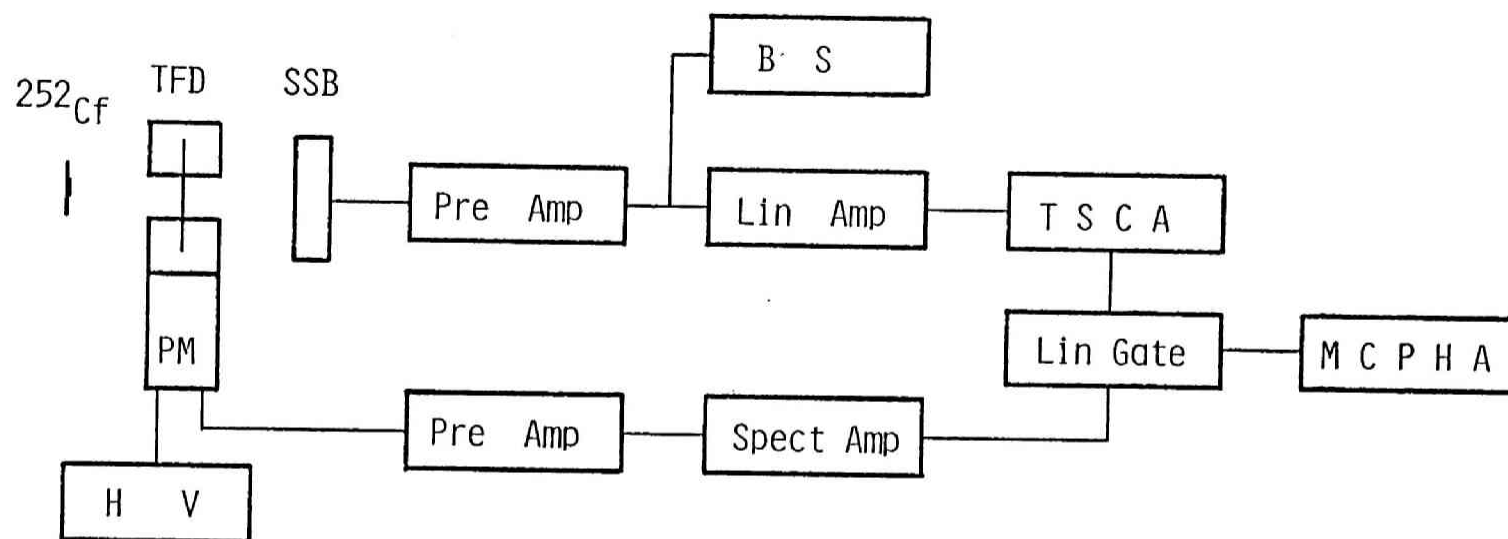 252Cf
TFD
SSB
B S
Pre Amp
Lin Amp
T S C A
PM
Lin Gate
M C P H A
Pre Amp
Spect Amp
H V